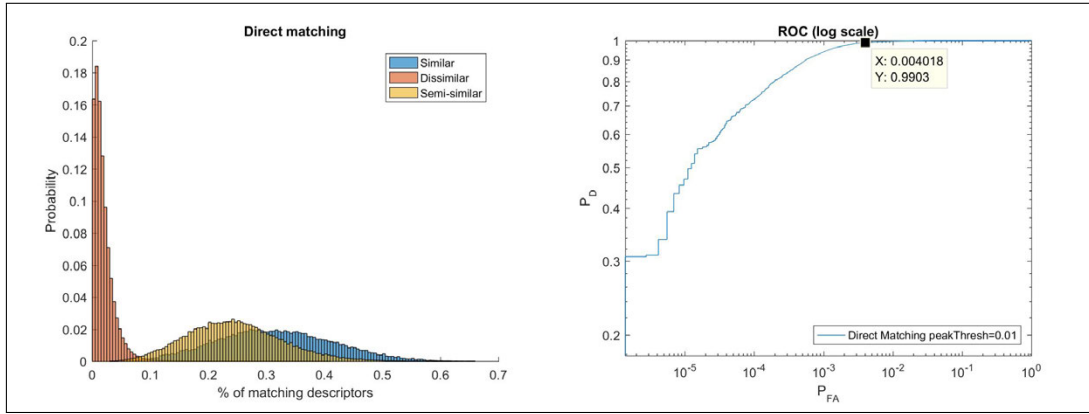 Direct matching
0.2
0.18
0.16
0.14
0.12
0.1
0.08
0.06
0.04
0.02
0
Probability
0 0.1 0.2 0.3 0.4 0.5 0.6 0.7
% of matching descriptors
Similar
Dissimilar
Semi-similar
ROC (log scale)
1
0.9
0.8
0.7
0.6
0.5
0.4
0.3
0.2
P_D
X: 0.004018
Y: 0.9903
Direct Matching peakThresh=0.01
10^-5 10^-4 10^-3 10^-2 10^-1 10^0
P_FA